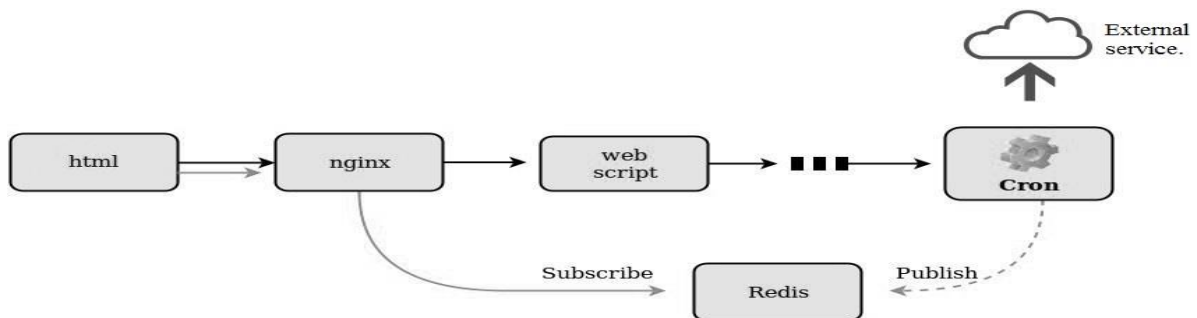 External
service.
html
nginx
web
script
Cron
Subscribe
Publish
Redis